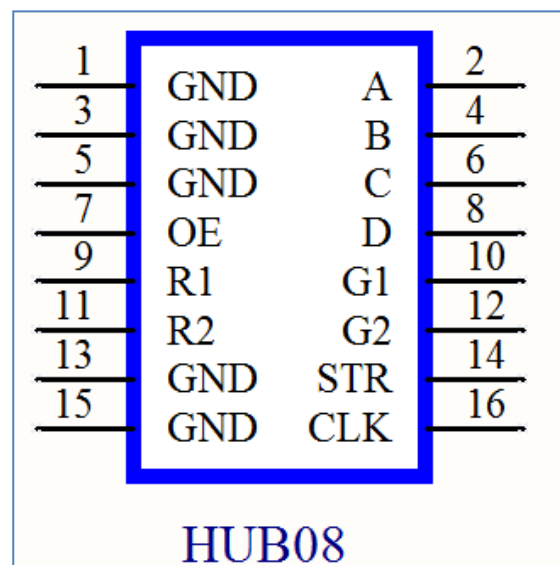 1 GND A 2
3 GND B 4
5 GND C 6
7 OE D 8
9 R1 G1 10
11 R2 G2 12
13 GND STR 14
15 GND CLK 16
HUB08